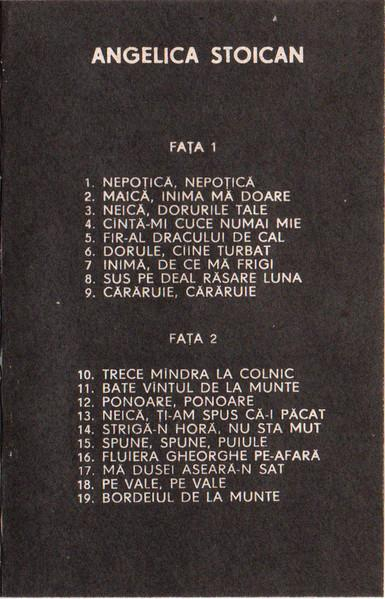 ANGELICA STOICAN
FAȚA 1
1. NEPOȚICĂ, NEPOȚICĂ
2. MAICĂ, INIMA MĂ DOARE
3. NEICĂ, DORURILE TALE
4. CÎNTĂ-MI CUCE NUMAI MIE
5. FIR-AL DRACULUI DE CAL
6. DORULE, CÎINE TURBAT
7 INIMĂ, DE CE MĂ FRIGI
8. SUS PE DEAL RĂSARE LUNA
9. CĂRĂRUIE, CĂRĂRUIE
FAȚA 2
10. TRECE MÎNDRA LA COLNIC
11. BATE VÎNTUL DE LA MUNTE
12. PONOARE, PONOARE
13. NEICĂ, ȚI-AM SPUS CĂ-I PĂCAT
14. STRIGĂ-N HORĂ, NU STA MUT
15. SPUNE, SPUNE, PUIULE
16. FLUIERA GHEORGHE PE-AFARĂ
17. MĂ DUSEI ASEARĂ-N SAT
18. PE VALE, PE VALE
19. BORDEIUL DE LA MUNTE